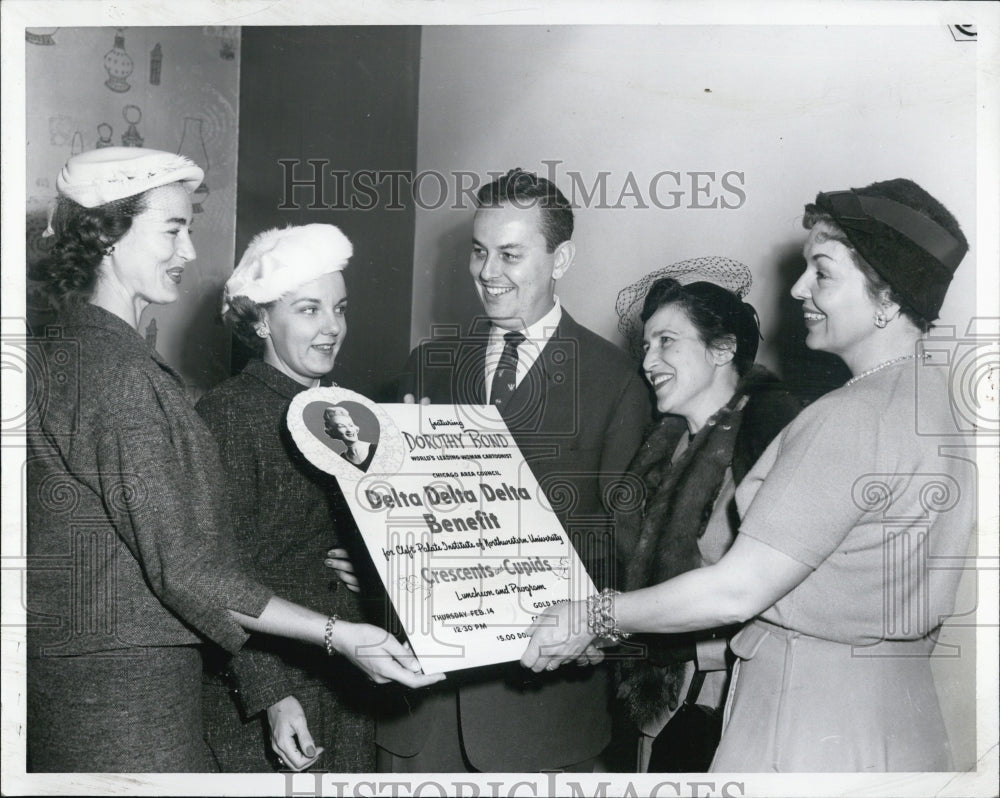 HISTORIC IMAGES
featuring
DOROTHY BOND
WORLD'S LEADING WOMAN CARTOONIST
CHICAGO AREA COUNCIL
Delta Delta Delta
Benefit
for Cleft Palate Institute of Northwestern University
Crescents and Cupids
Luncheon and Program
THURSDAY FEB. 14 GOLD ROOM
12:30 PM
$5.00
HISTORIC IMAGES